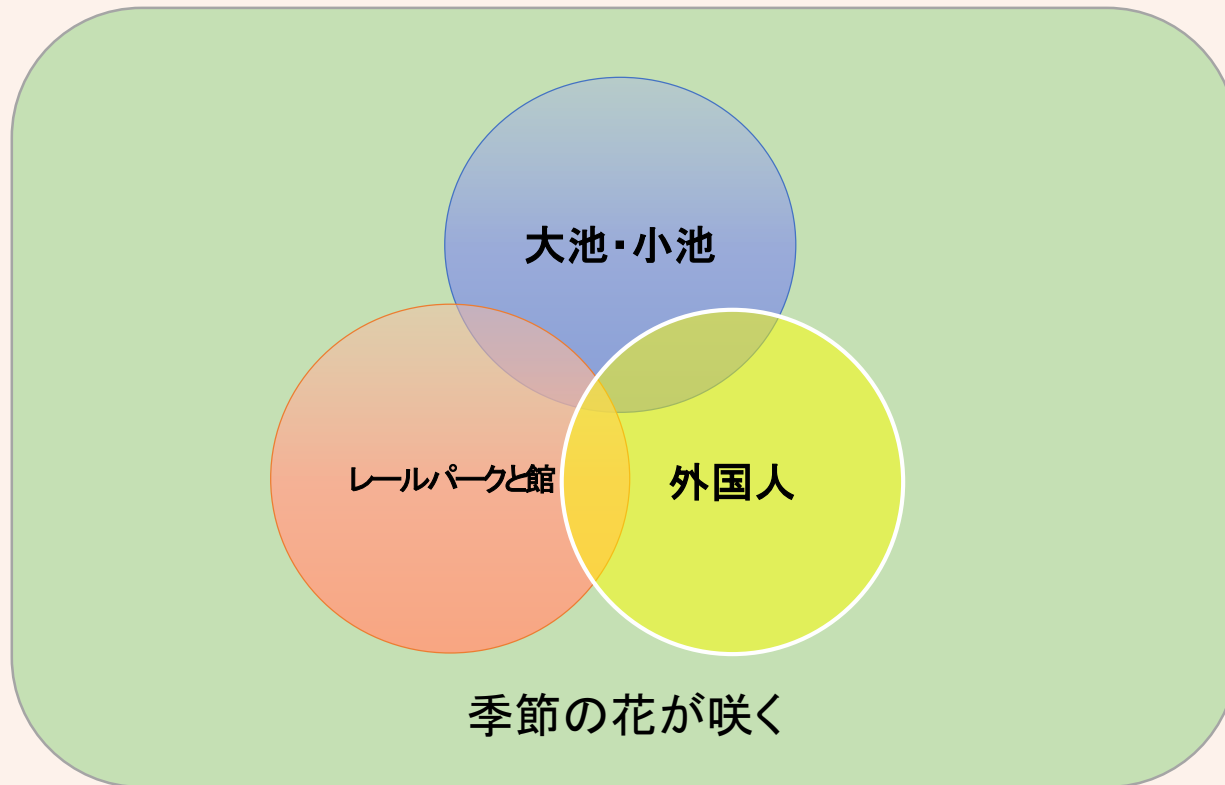 大池・小池
レールパークと館
外国人
季節の花が咲く